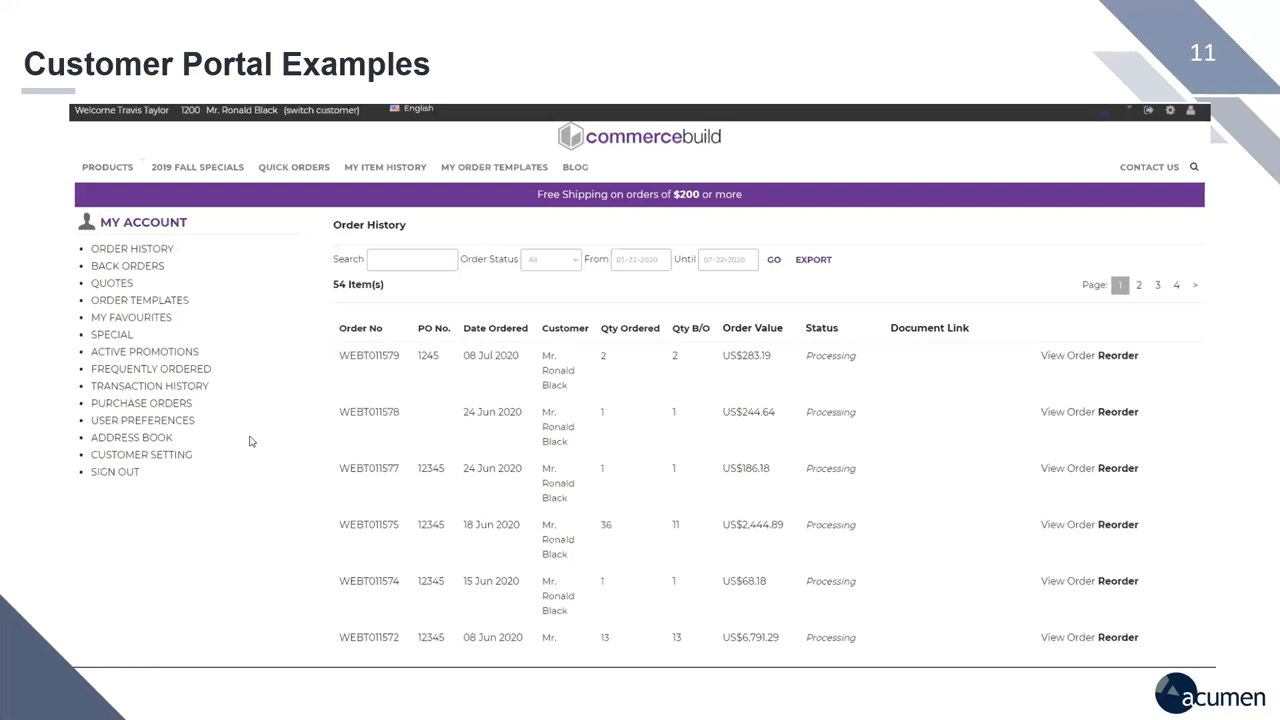 11
Customer Portal Examples
Welcome Travis Taylor 1200 Mr. Ronald Black (switch customer) English
commercebuild
PRODUCTS 2019 FALL SPECIALS QUICK ORDERS MY ITEM HISTORY MY ORDER TEMPLATES BLOG CONTACT US
Free Shipping on orders of $200 or more
MY ACCOUNT
ORDER HISTORY
BACK ORDERS
QUOTES
ORDER TEMPLATES
MY FAVOURITES
SPECIAL
ACTIVE PROMOTIONS
FREQUENTLY ORDERED
TRANSACTION HISTORY
PURCHASE ORDERS
USER PREFERENCES
ADDRESS BOOK
CUSTOMER SETTING
SIGN OUT
Order History
Search Order Status All From 01-22-2020 Until 07-22-2020 GO EXPORT
54 Item(s) Page: 1 2 3 4 >
Order No PO No. Date Ordered Customer Qty Ordered Qty B/O Order Value Status Document Link
WEBT011579 1245 08 Jul 2020 Mr. 2 2 US$283.19 Processing View Order Reorder
Ronald
Black
WEBT011578 24 Jun 2020 Mr. 1 1 US$244.64 Processing View Order Reorder
Ronald
Black
WEBT011577 12345 24 Jun 2020 Mr. 1 1 US$186.18 Processing View Order Reorder
Ronald
Black
WEBT011575 12345 18 Jun 2020 Mr. 36 11 US$2,444.89 Processing View Order Reorder
Ronald
Black
WEBT011574 12345 15 Jun 2020 Mr. 1 1 US$68.18 Processing View Order Reorder
Ronald
Black
WEBT011572 12345 08 Jun 2020 Mr. 13 13 US$6,791.29 Processing View Order Reorder
acumen